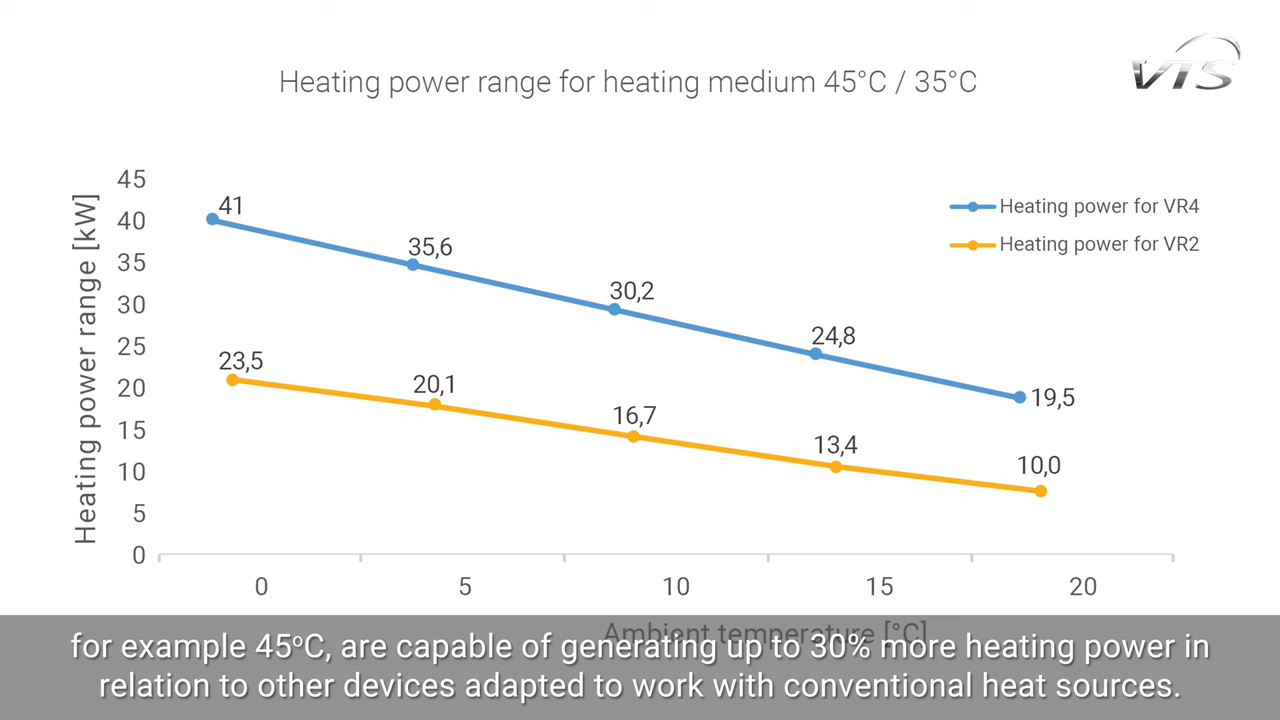 VTS
Heating power range for heating medium 45°C / 35°C
Heating power range [kW]
45
40
35
30
25
20
15
10
5
0
41
35,6
30,2
24,8
19,5
23,5
20,1
16,7
13,4
10,0
Heating power for VR4
Heating power for VR2
0 5 10 15 20
Ambient temperature [°C]
for example 45ºC, are capable of generating up to 30% more heating power in
relation to other devices adapted to work with conventional heat sources.